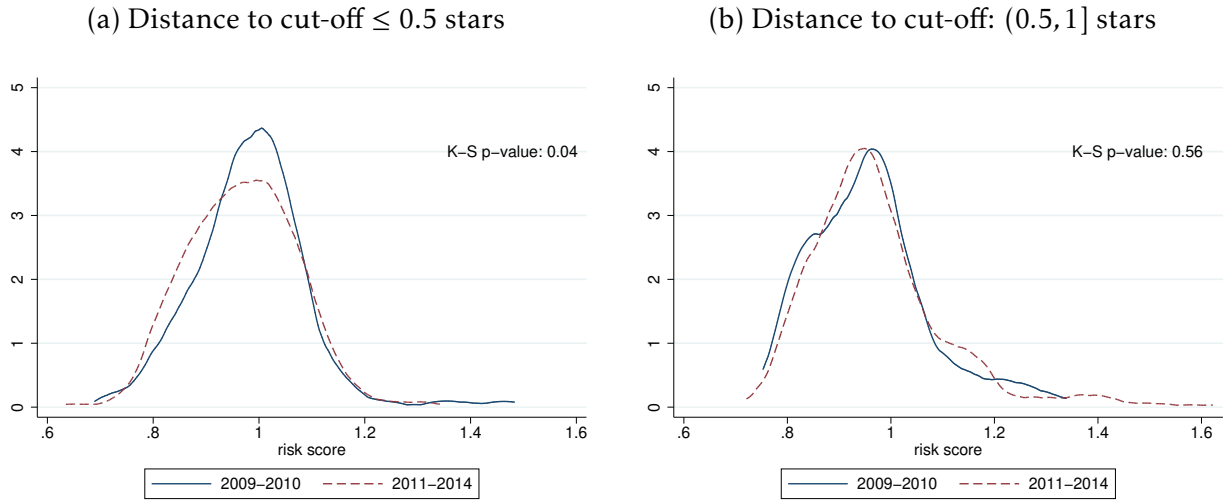 (a) Distance to cut-off ≤ 0.5 stars
5
4
3
2
1
0
K−S p−value: 0.04
.6 .8 1 1.2 1.4 1.6
risk score
2009−2010 2011−2014
(b) Distance to cut-off: (0.5, 1] stars
5
4
3
2
1
0
K−S p−value: 0.56
.6 .8 1 1.2 1.4 1.6
risk score
2009−2010 2011−2014